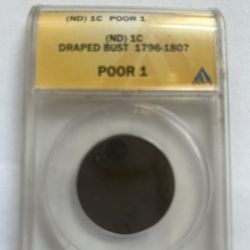 (ND) 1C POOR 1
(ND) 1C
DRAPED BUST 1796-1807
POOR 1